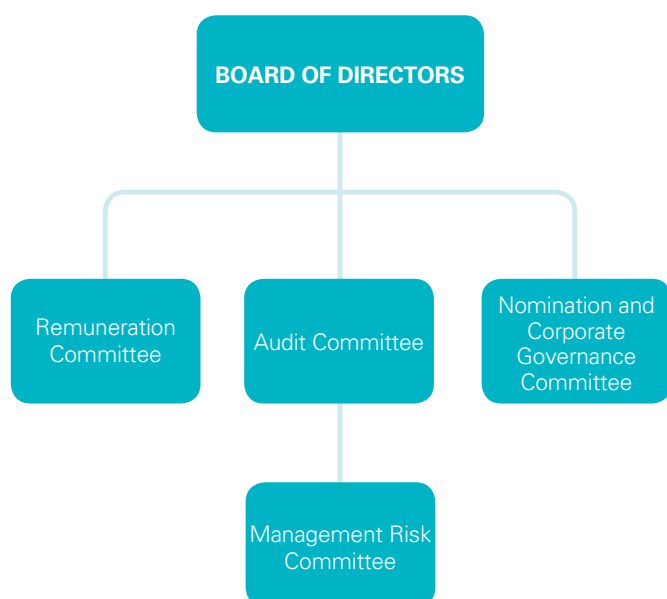 BOARD OF DIRECTORS
Remuneration
Committee
Audit Committee
Nomination and
Corporate
Governance
Committee
Management Risk
Committee